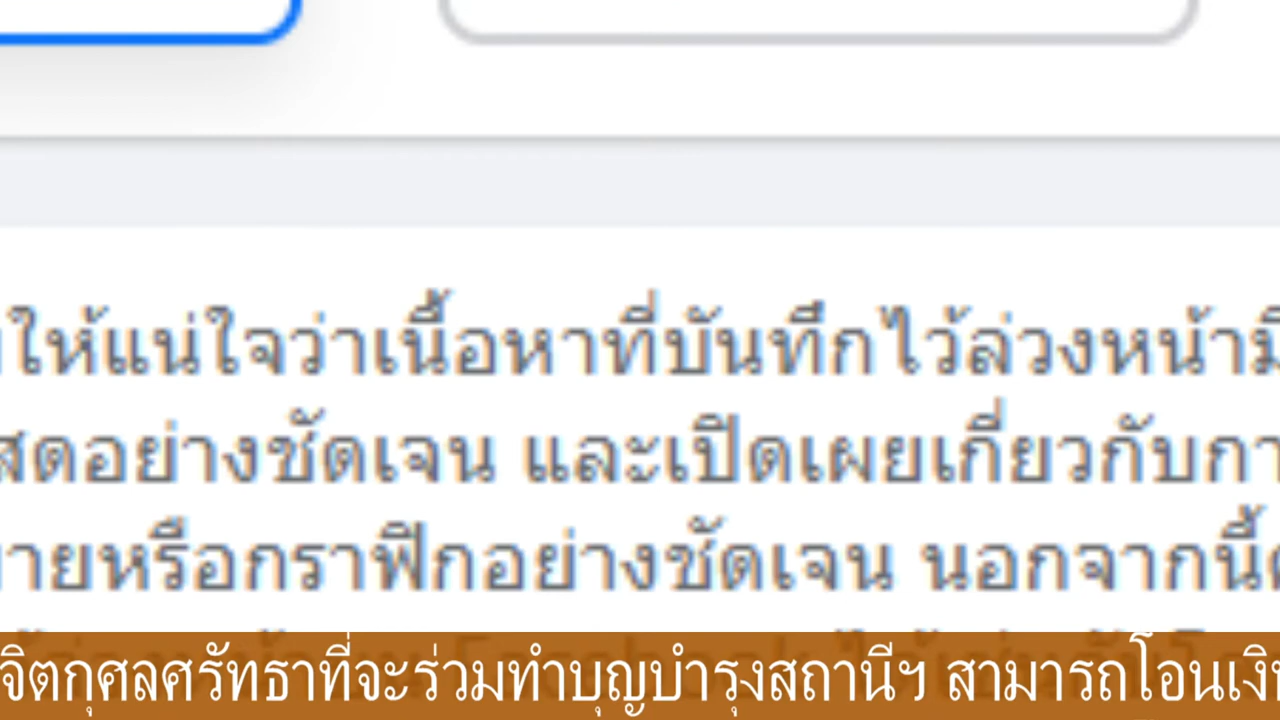 ให้แน่ใจว่าเนื้อหาที่บันทึกไว้ล่วงหน้ามี
สดอย่างชัดเจน และเปิดเผยเกี่ยวกับกา
ายหรือกราฟิกอย่างชัดเจน นอกจากนี้
จิตกุศลศรัทธาที่จะร่วมทำบุญบำรุงสถานีฯ สามารถโอนเงิน